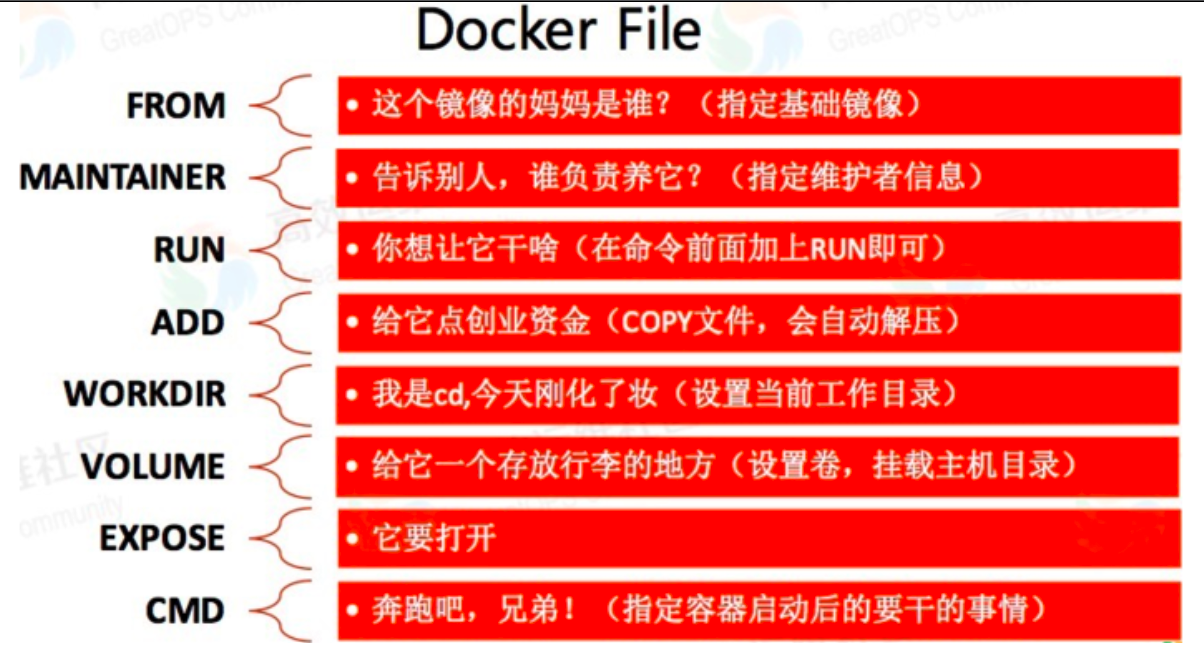 Docker File
FROM
• 这个镜像的妈妈是谁？（指定基础镜像）
MAINTAINER
• 告诉别人，谁负责养它？（指定维护者信息）
RUN
• 你想让它干啥（在命令前面加上RUN即可）
ADD
• 给它点创业资金（COPY文件，会自动解压）
WORKDIR
• 我是cd,今天刚化了妆（设置当前工作目录）
VOLUME
• 给它一个存放行李的地方（设置卷，挂载主机目录）
EXPOSE
• 它要打开
CMD
• 奔跑吧，兄弟！（指定容器启动后的要干的事情）
GreatOPS Comm
GreatOPS Comm
社区
ommunity